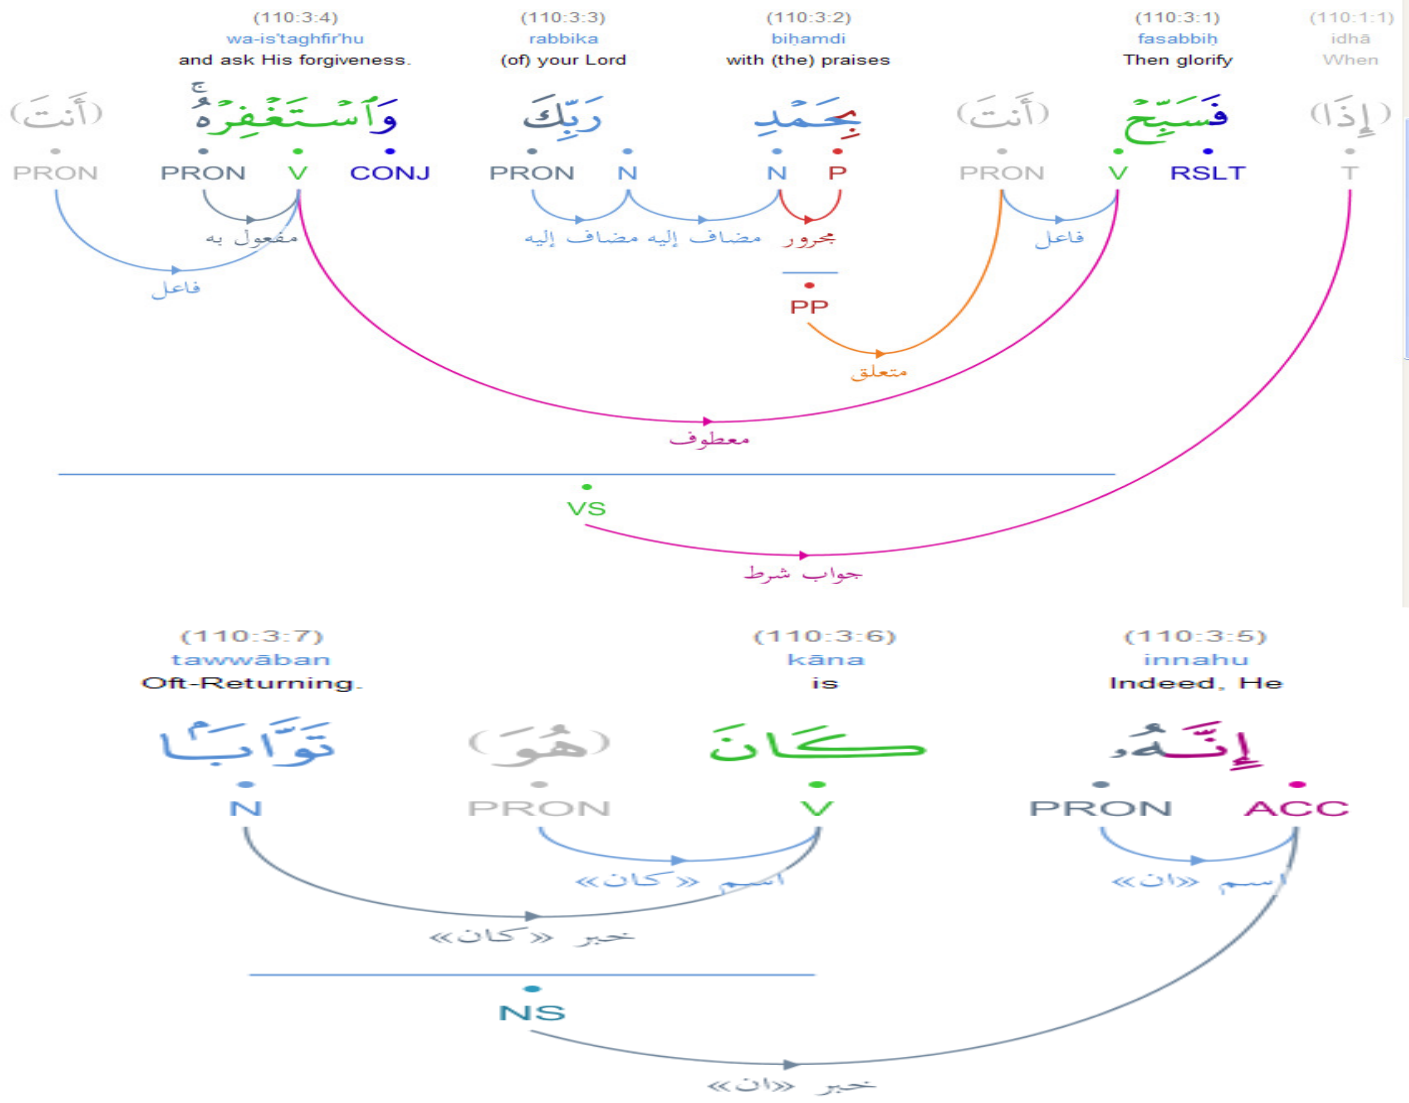 (110:3:4) (110:3:3) (110:3:2) (110:3:1) (110:1:1)
wa-is'taghfir'hu rabbika biḥamdi fasabbiḥ idhā
and ask His forgiveness. (of) your Lord with (the) praises Then glorify When
(إِذَا) فَسَبِّحْ (أَنتَ) بِحَمْدِ رَبِّكَ وَٱسْتَغْفِرْهُ ۚ (أَنتَ)
PRON PRON V CONJ PRON N N P PRON V RSLT T
فاعل مجرور مضاف إليه مضاف إليه مفعول به
فاعل
PP
متعلق
معطوف
VS
جواب شرط
(110:3:7) (110:3:6) (110:3:5)
tawwāban kāna innahu
Oft-Returning. is Indeed, He
إِنَّهُۥ كَانَ (هُوَ) تَوَّابًۢا
N PRON V PRON ACC
اسم «ان» اسم «كان»
خبر «كان»
NS
خبر «ان»